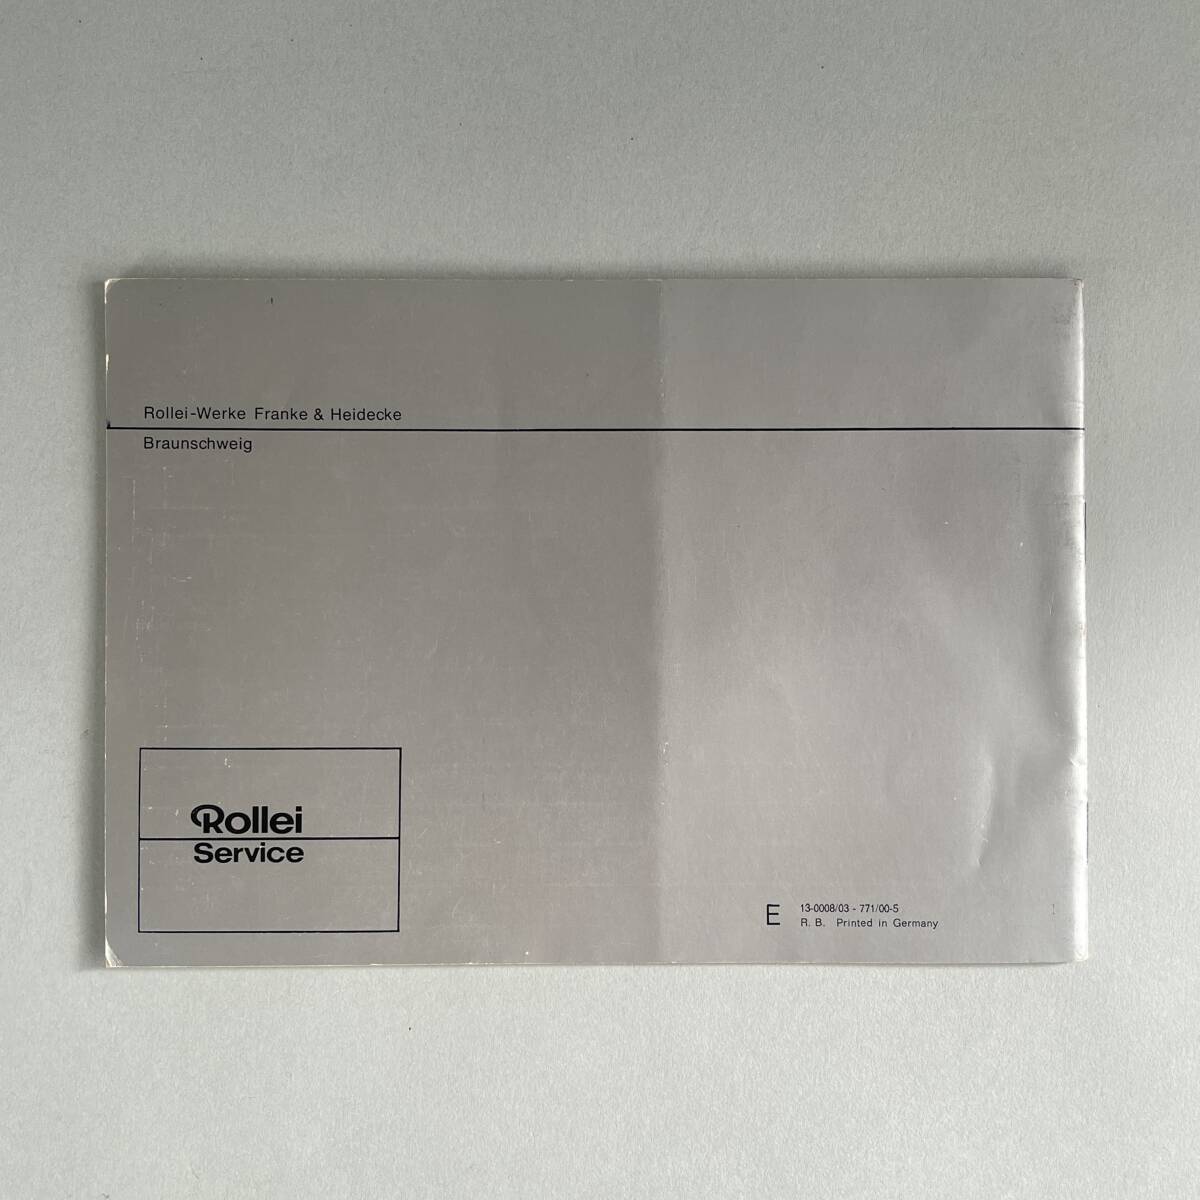 Rollei-Werke Franke & Heidecke
Braunschweig
Rollei
Service
E
13-0008/03 - 771/00-5
R. B. Printed in Germany